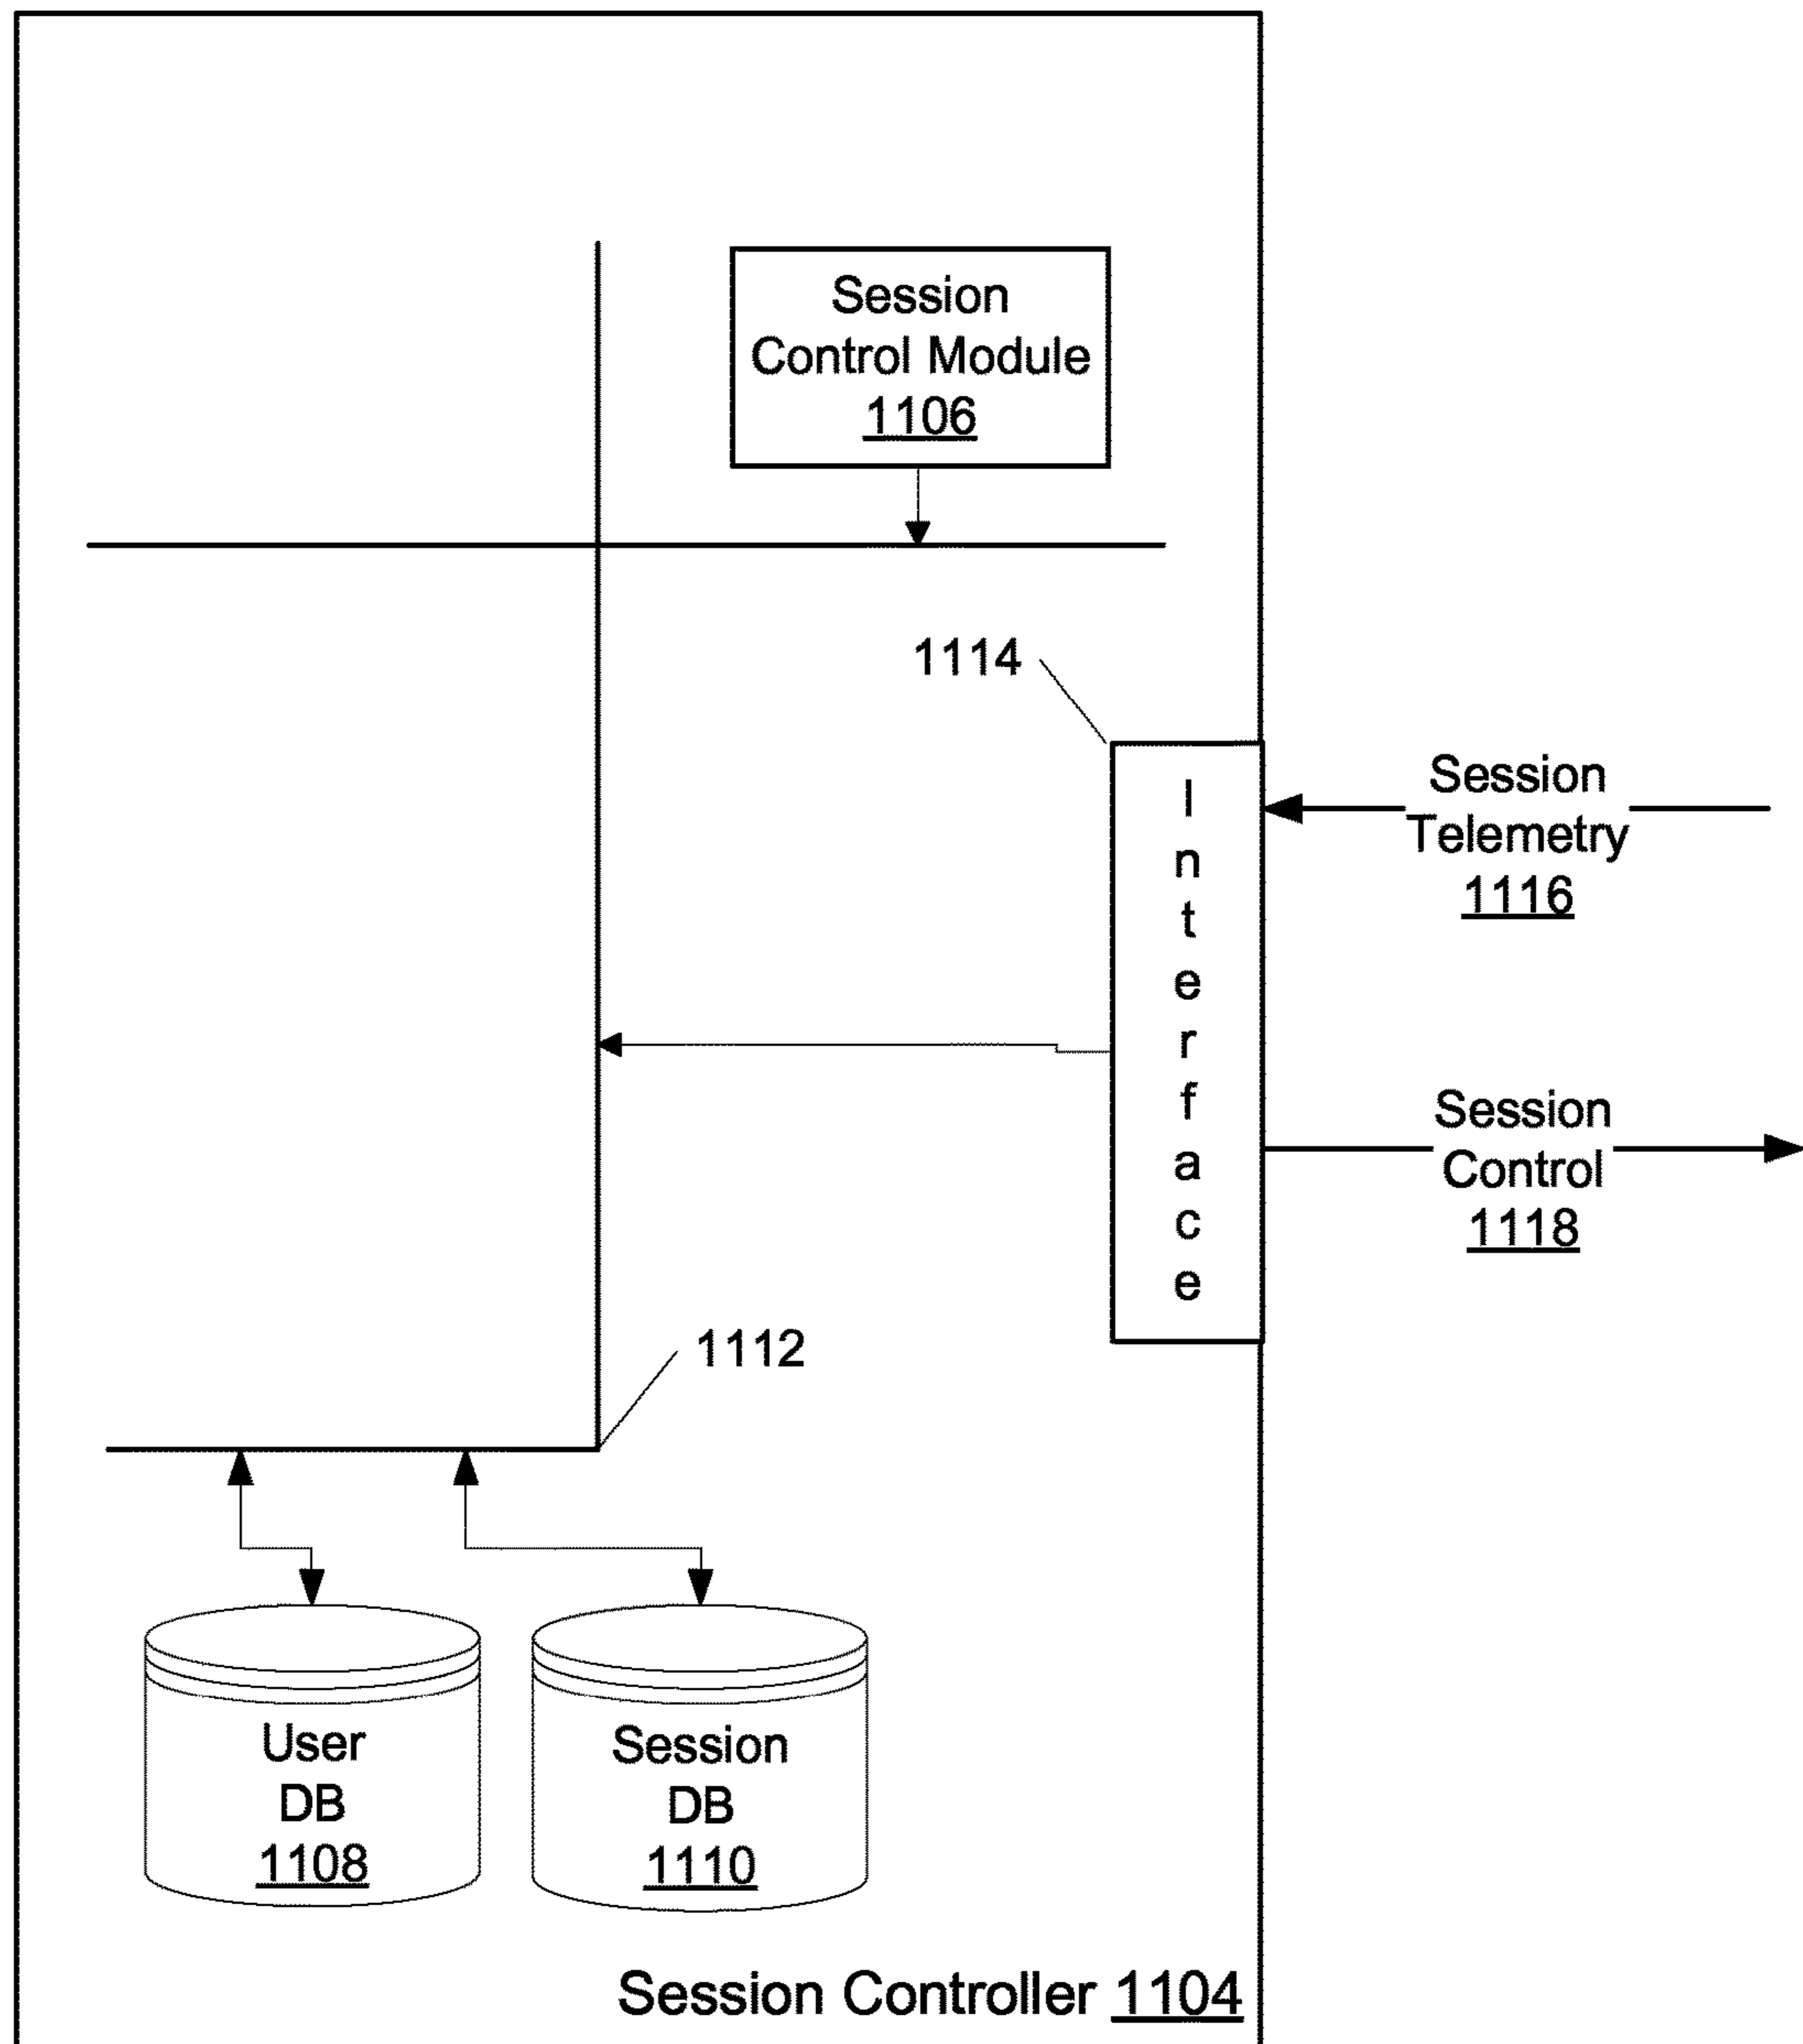 Session
Control Module
1106
1114
Interface
Session
Telemetry
1116
Session
Control
1118
1112
User
DB
1108
Session
DB
1110
Session Controller 1104